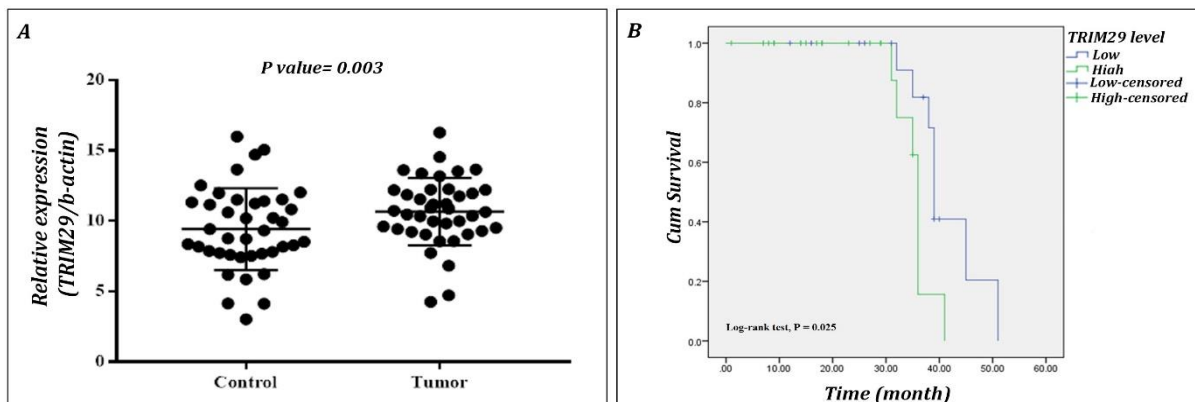 A
P value= 0.003
Relative expression
(TRIM29/b-actin)
20
15
10
5
0
Control
Tumor
B
TRIM29 level
Low
Hiah
Low-censored
High-censored
Cum Survival
1.0
0.8
0.6
0.4
0.2
0.0
Log-rank test, P = 0.025
.00
10.00
20.00
30.00
40.00
50.00
60.00
Time (month)